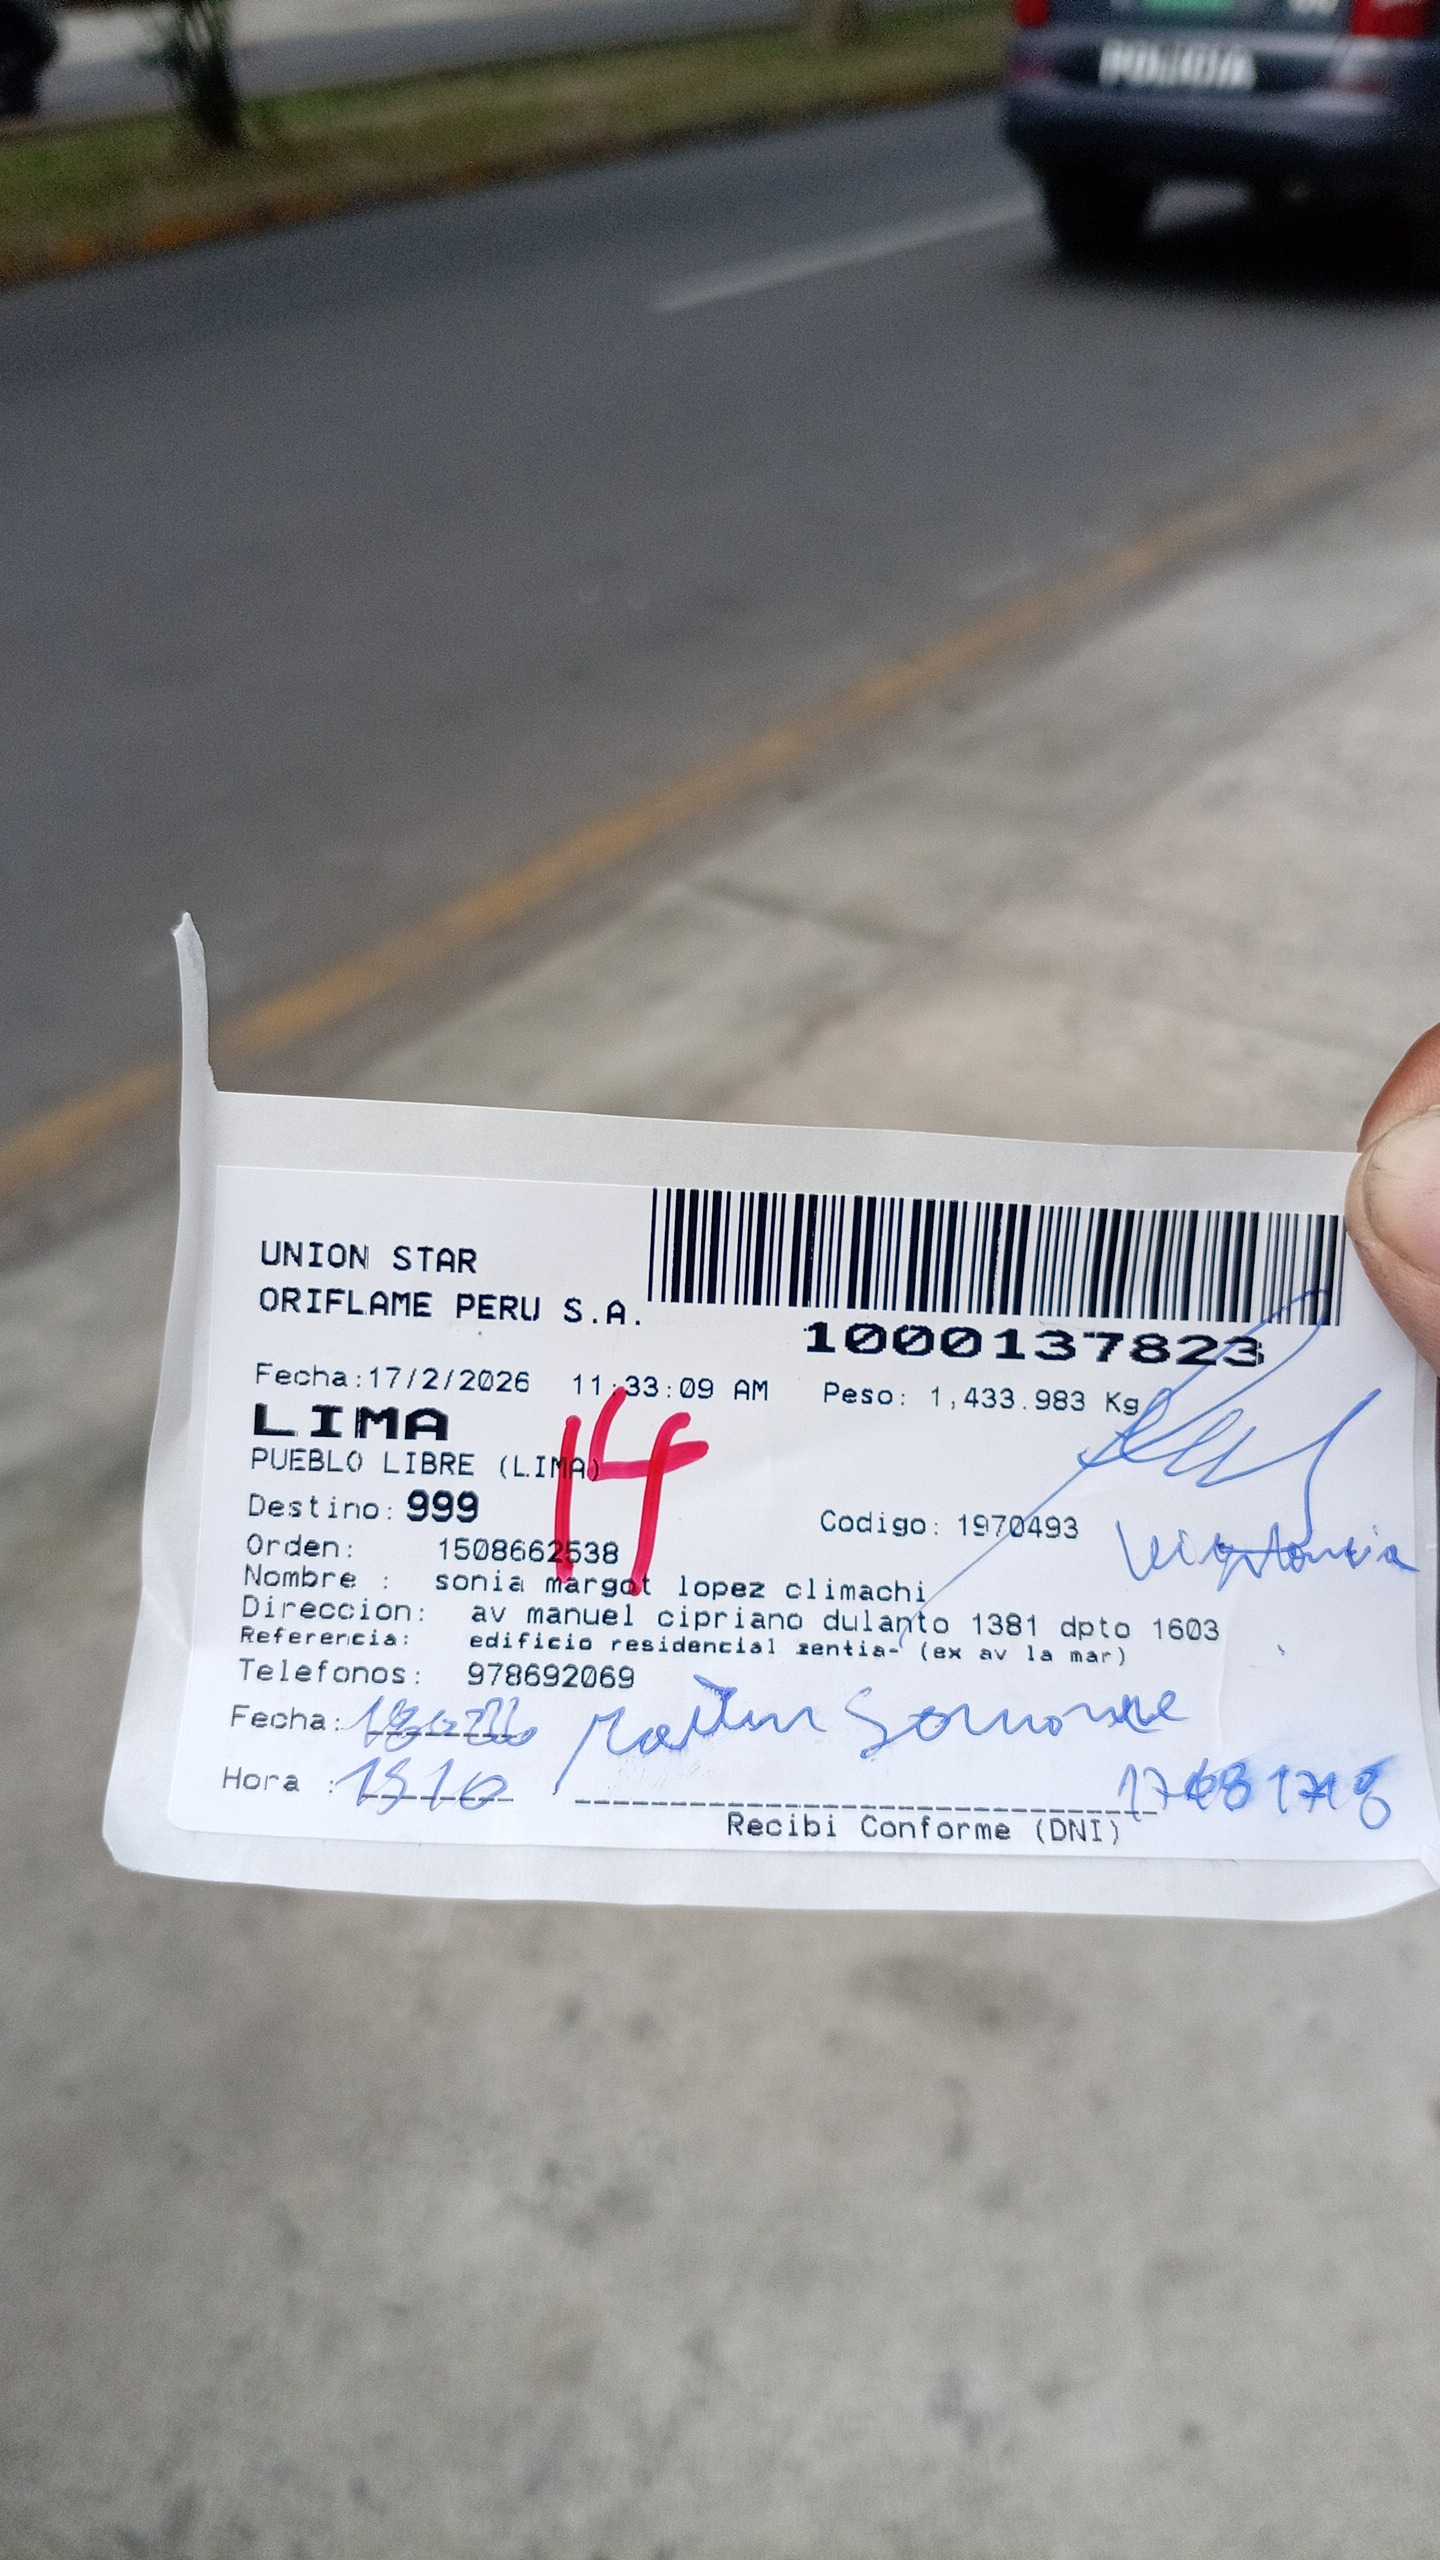 POLICIA
UNION STAR
ORIFLAME PERU S.A.
1000137823
Fecha:17/2/2026 11:33:09 AM Peso: 1,433.983 Kg
LIMA
14
PUEBLO LIBRE (LIMA)
Destino: 999
Codigo: 1970493
Orden: 1508662538
Vigilancia
Nombre : sonia margot lopez climachi
Direccion: av manuel cipriano dulanto 1381 dpto 1603
Referencia: edificio residencial zentia- (ex av la mar)
Telefonos: 978692069
Fecha:
Hora : 1510
Recibi Conforme (DNI)